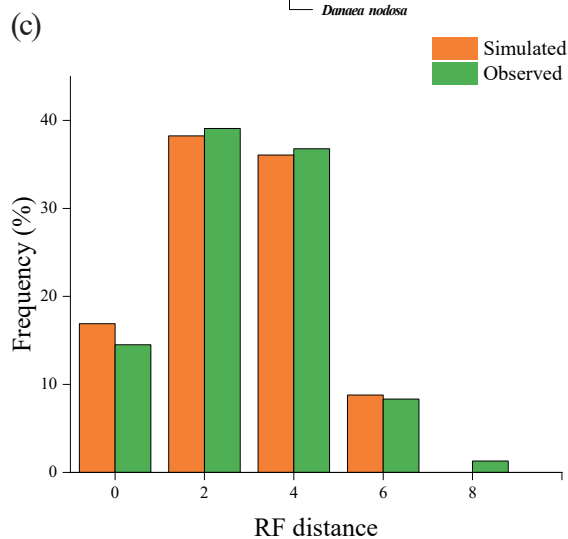 Danaea nodosa
(c)
Simulated
Observed
Frequency (%)
40
30
20
10
0
0 2 4 6 8
RF distance